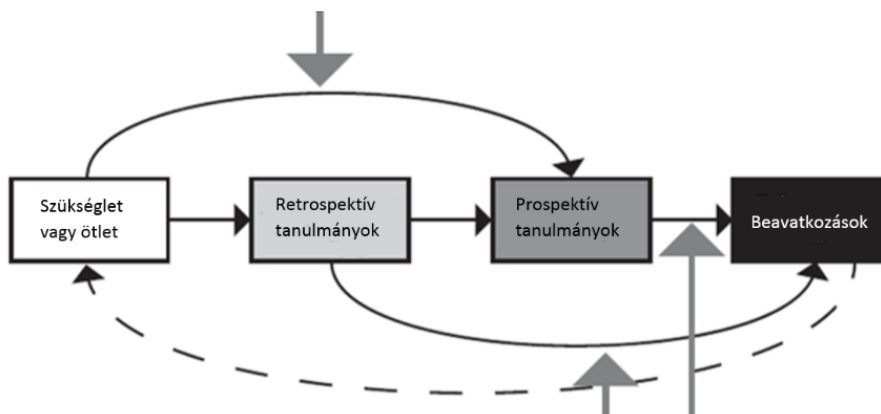 Szükséglet
vagy ötlet
Retrospektív
tanulmányok
Prospektív
tanulmányok
Beavatkozások